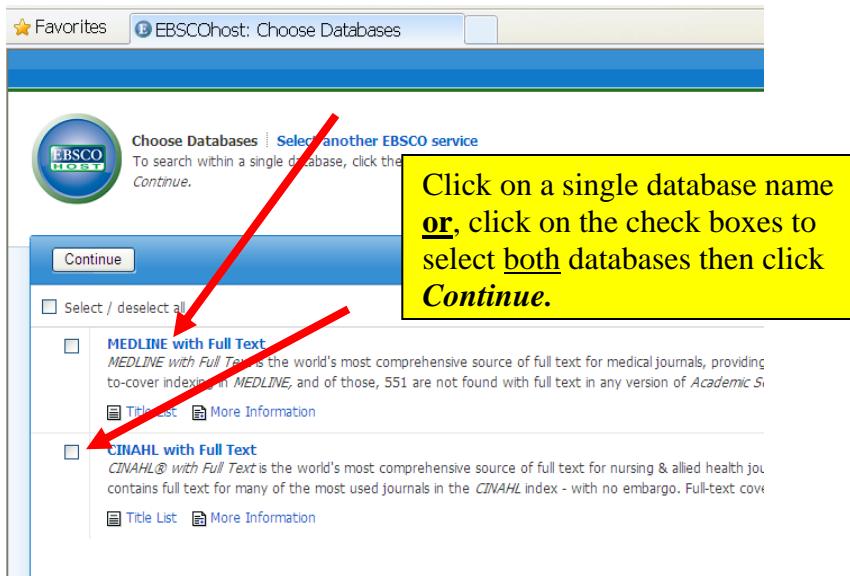 Favorites
EBSCOhost: Choose Databases
EBSCO
HOST
Choose Databases Select another EBSCO service
To search within a single database, click the
Continue.
Click on a single database name
or, click on the check boxes to
select both databases then click
Continue.
Continue
Select / deselect all
MEDLINE with Full Text
MEDLINE with Full Text is the world's most comprehensive source of full text for medical journals, providing
to-cover indexing in MEDLINE, and of those, 551 are not found with full text in any version of Academic
Title List More Information
CINAHL with Full Text
CINAHL® with Full Text is the world's most comprehensive source of full text for nursing & allied health
contains full text for many of the most used journals in the CINAHL index - with no embargo. Full-text
Title List More Information